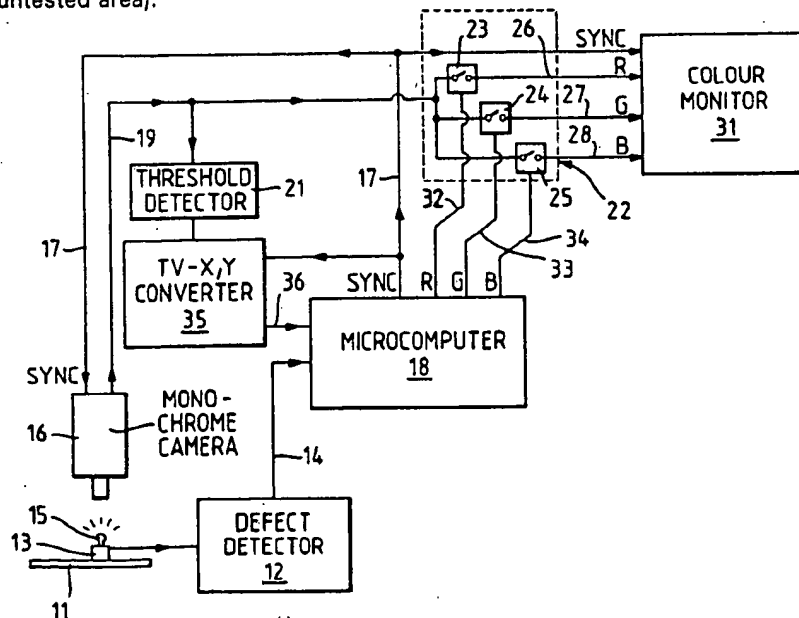 untested area).
23
26
SYNC
R
24
27
G
COLOUR
MONITOR
31
28
B
25
22
19
THRESHOLD
DETECTOR
21
17
32
33
34
17
TV-X,Y
CONVERTER
35
36
SYNC R G B
MICROCOMPUTER
18
SYNC
MONO-
CHROME
CAMERA
16
14
15
13
DEFECT
DETECTOR
12
11